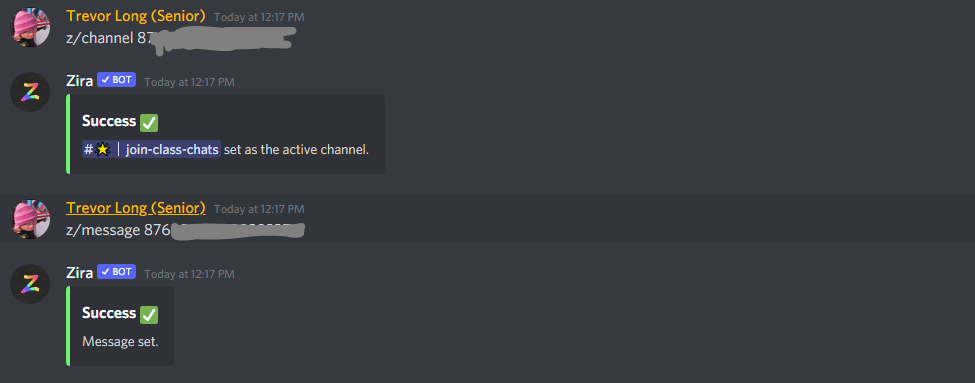 Trevor Long (Senior) Today at 12:17 PM
z/channel 87
Zira ✓ BOT Today at 12:17 PM
Success ✅
#⭐ | join-class-chats set as the active channel.
Trevor Long (Senior) Today at 12:17 PM
z/message 876
Zira ✓ BOT Today at 12:17 PM
Success ✅
Message set.